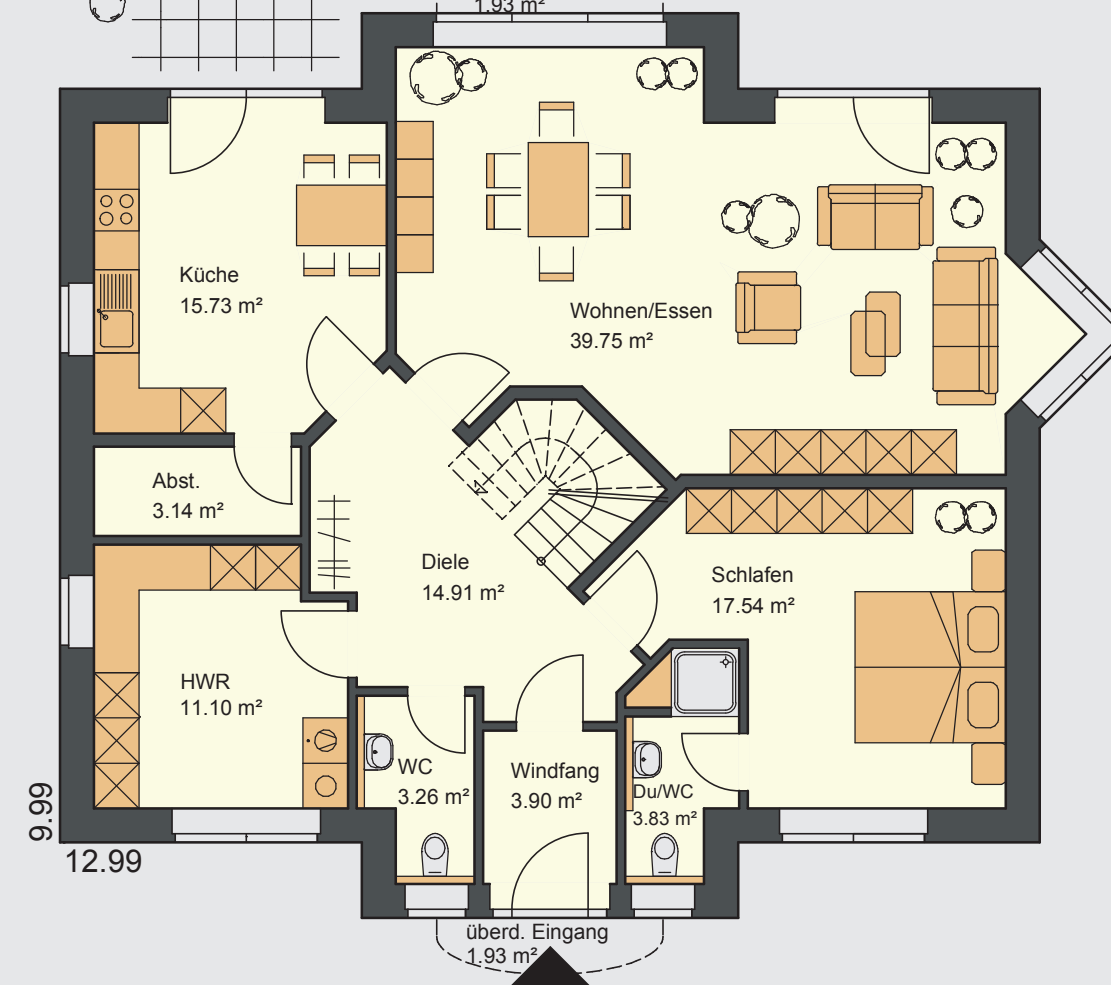 1.93 m²
Küche
15.73 m²
Wohnen/Essen
39.75 m²
Abst.
3.14 m²
Diele
14.91 m²
Schlafen
17.54 m²
HWR
11.10 m²
WC
3.26 m²
Windfang
3.90 m²
Du/WC
3.83 m²
9.99
12.99
überd. Eingang
1.93 m²